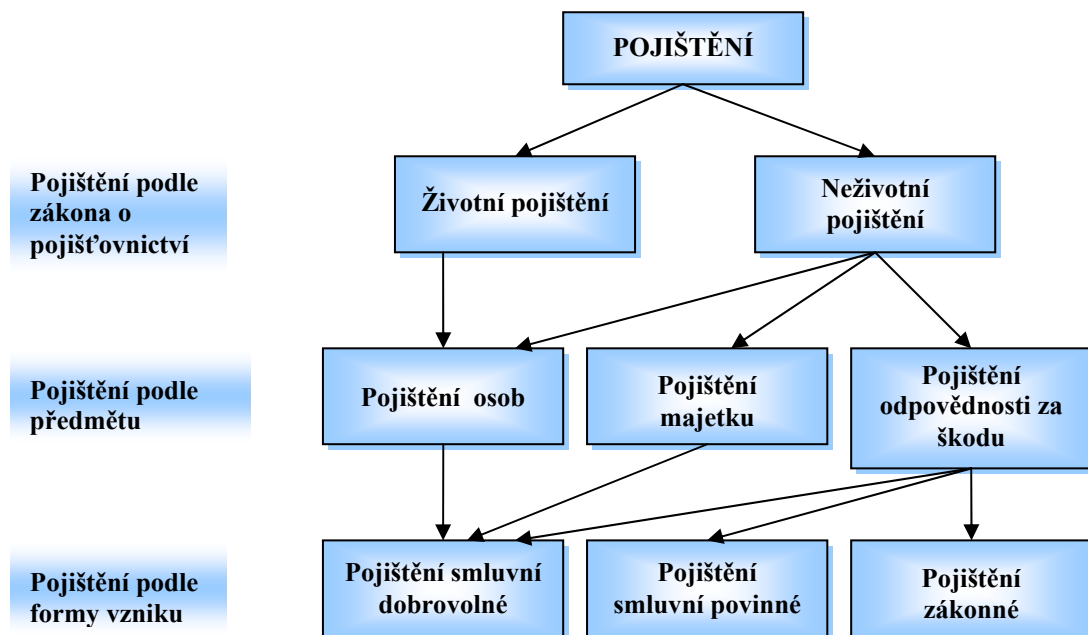 POJIŠTĚNÍ
Pojištění podle
zákona o
pojišťovnictví
Životní pojištění
Neživotní
pojištění
Pojištění podle
předmětu
Pojištění osob
Pojištění
majetku
Pojištění
odpovědnosti za
škodu
Pojištění podle
formy vzniku
Pojištění smluvní
dobrovolné
Pojištění
smluvní povinné
Pojištění
zákonné